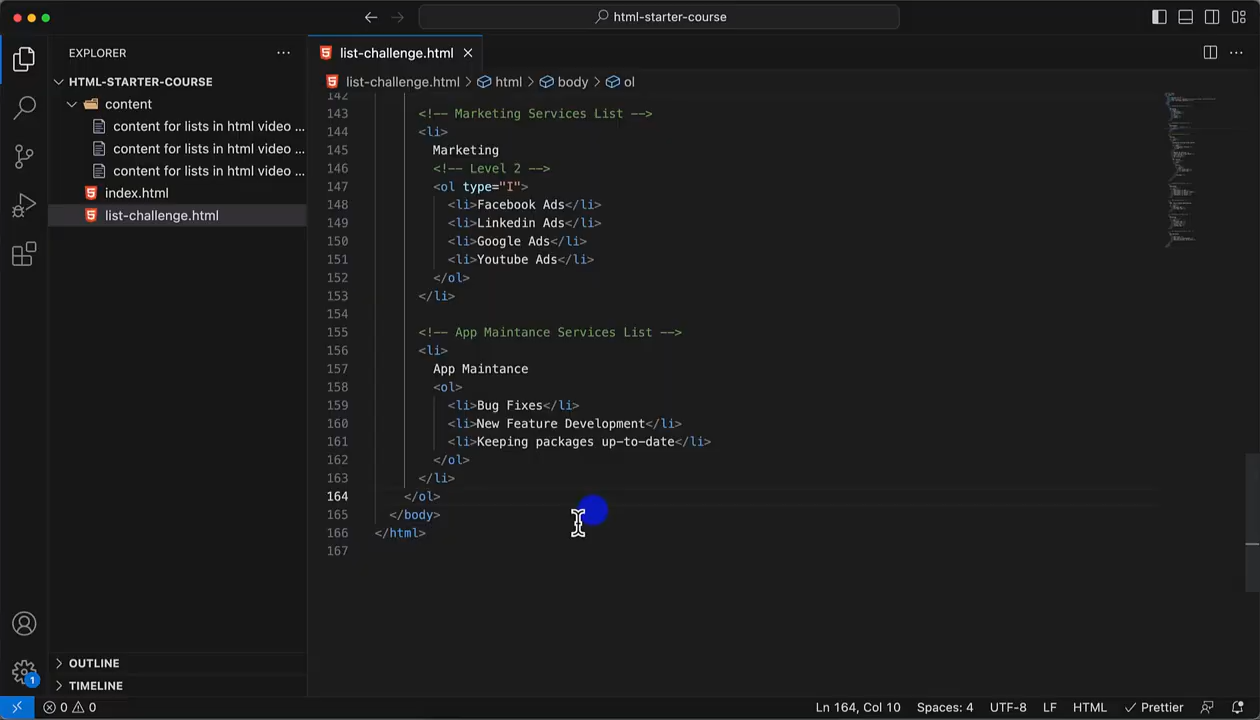 html-starter-course
EXPLORER
HTML-STARTER-COURSE
content
content for lists in html video ...
content for lists in html video ...
content for lists in html video ...
index.html
list-challenge.html
OUTLINE
TIMELINE
list-challenge.html
list-challenge.html > html > body > ol
142
143 <!-- Marketing Services List -->
144 <li>
145 Marketing
146 <!-- Level 2 -->
147 <ol type="I">
148 <li>Facebook Ads</li>
149 <li>Linkedin Ads</li>
150 <li>Google Ads</li>
151 <li>Youtube Ads</li>
152 </ol>
153 </li>
154
155 <!-- App Maintance Services List -->
156 <li>
157 App Maintance
158 <ol>
159 <li>Bug Fixes</li>
160 <li>New Feature Development</li>
161 <li>Keeping packages up-to-date</li>
162 </ol>
163 </li>
164 </ol>
165 </body>
166 </html>
167
1
0 0 Ln 164, Col 10 Spaces: 4 UTF-8 LF HTML Prettier